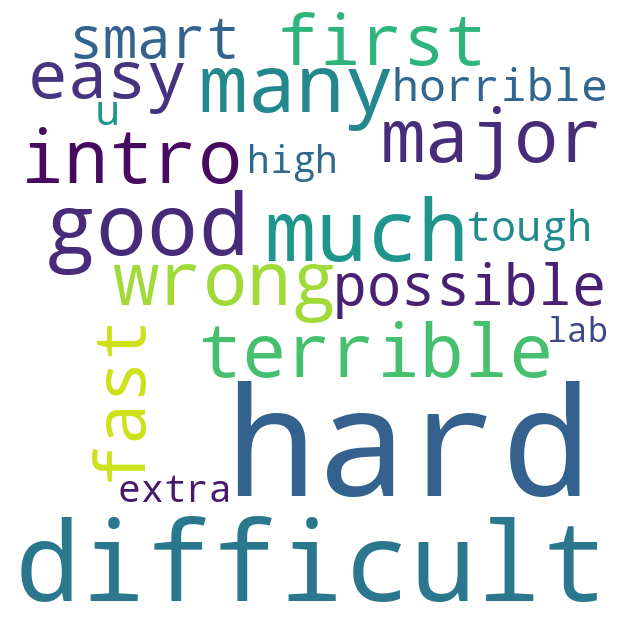 smart first
easy many horrible
u major
intro high
good much tough
wrong possible
fast terrible lab
hard
extra
difficult